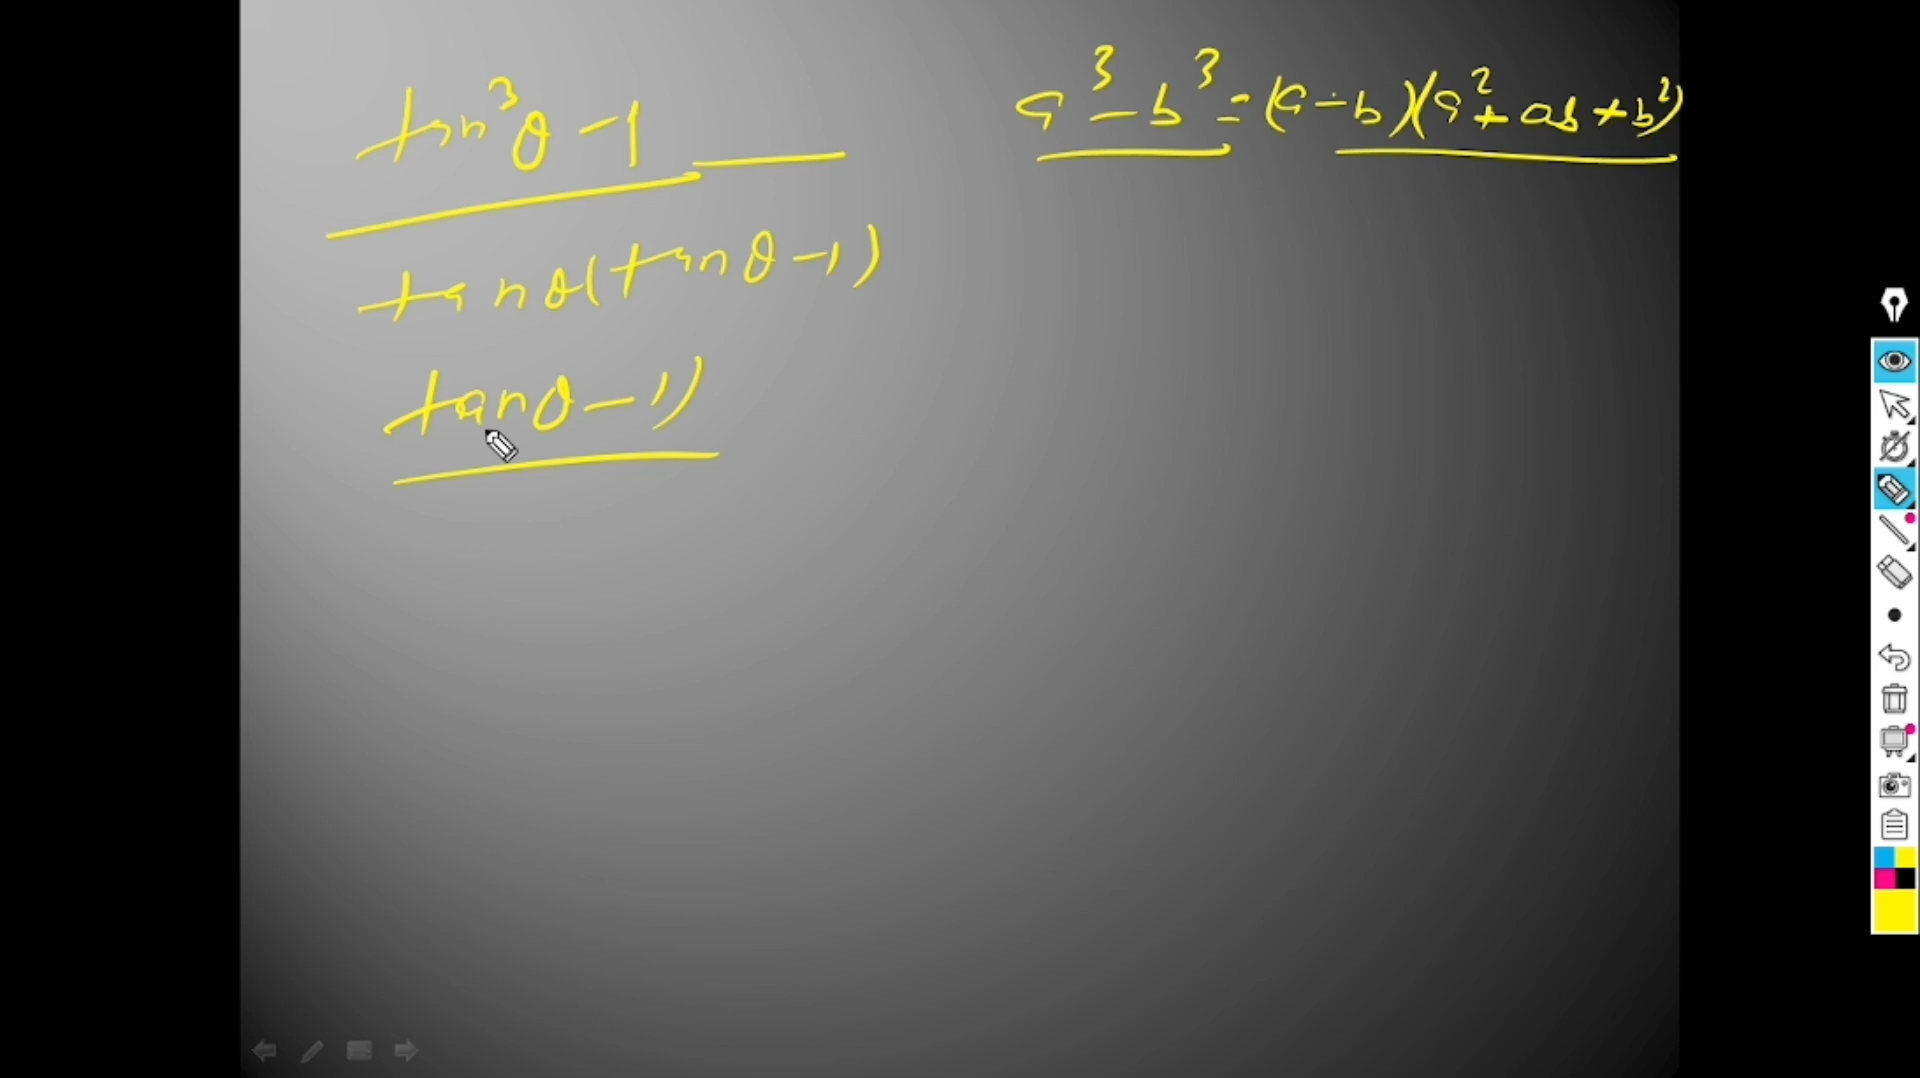 tan³θ - 1
a³ - b³ = (a - b)(a² + ab + b²)
tanθ(tanθ - 1)
tanθ - 1)